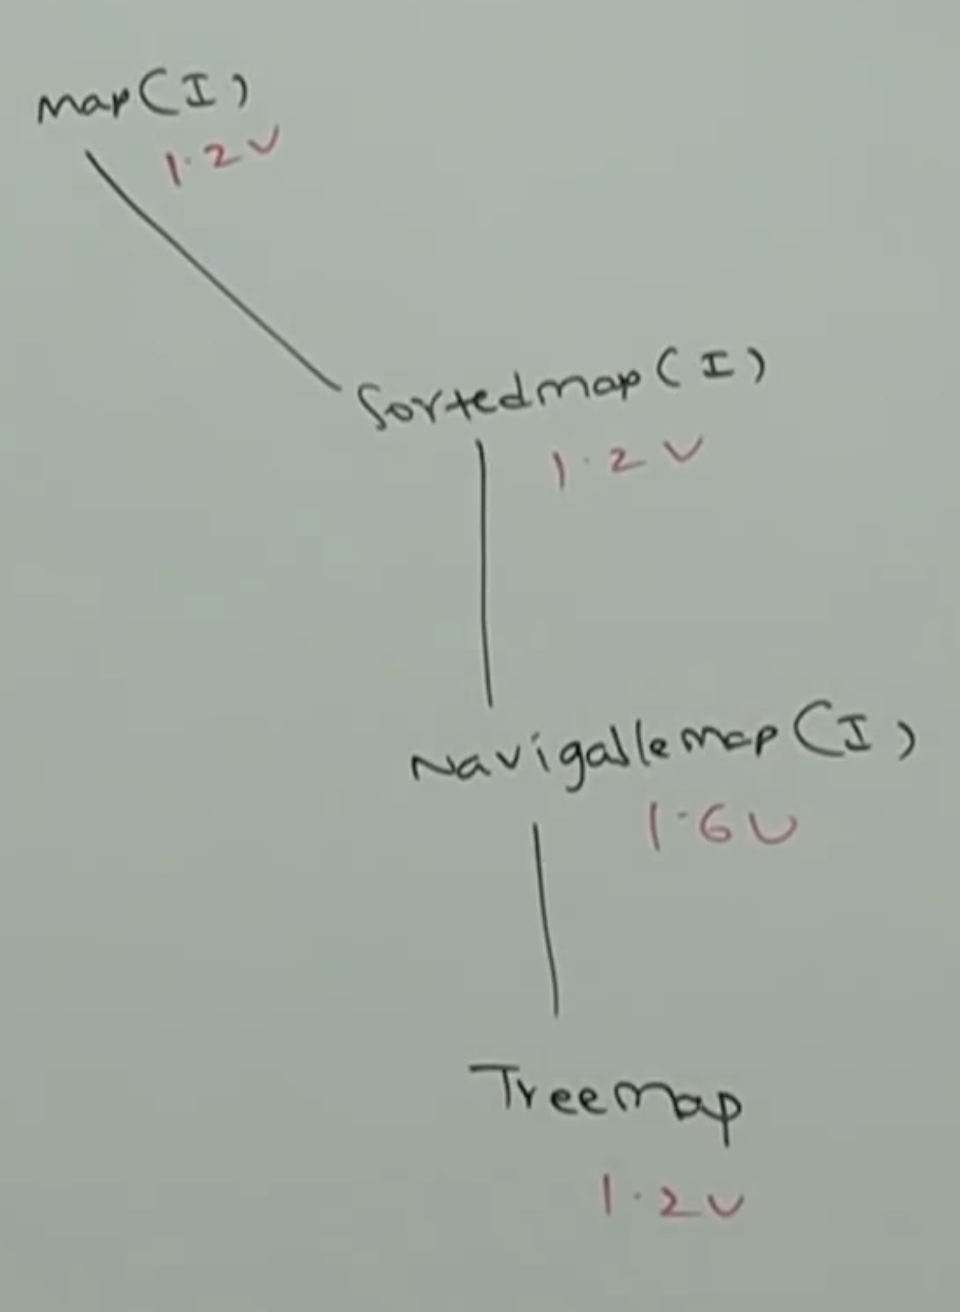 map(I)
1.2V
Sortedmap(I)
1.2V
Navigablemap(I)
1.6V
Treemap
1.2V